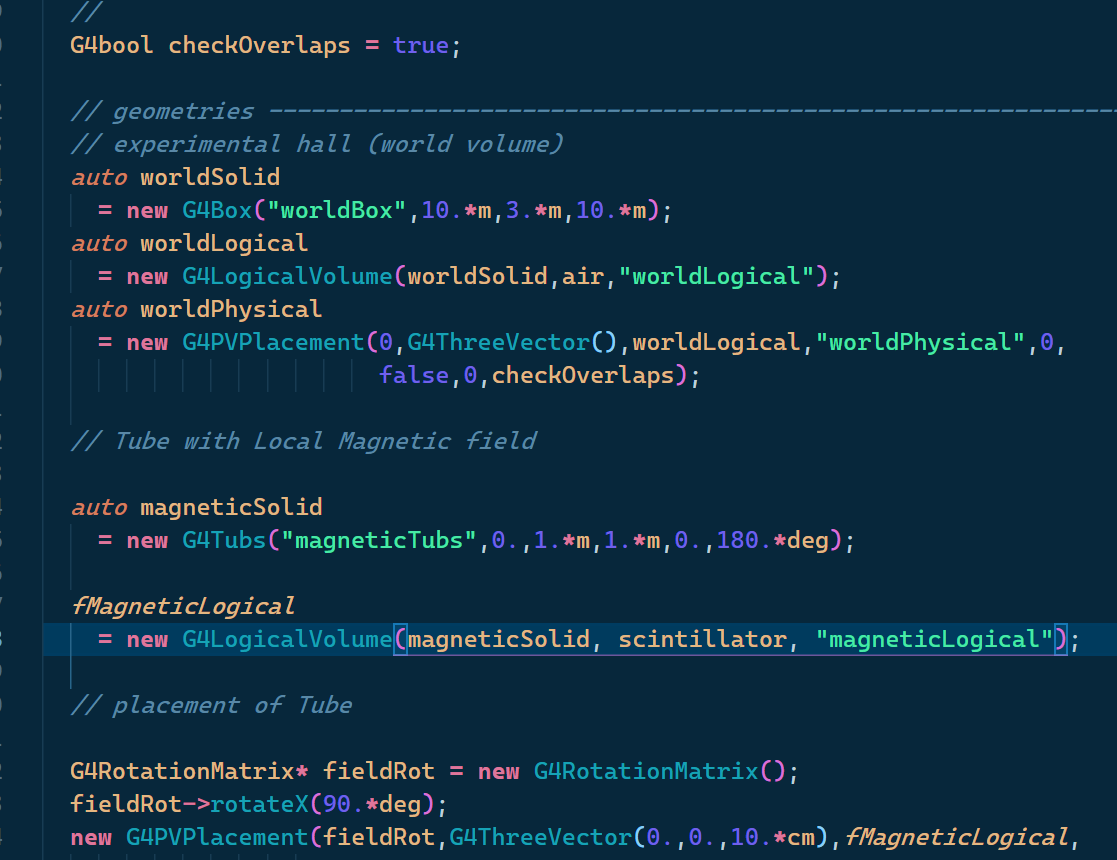 //
G4bool checkOverlaps = true;
// geometries --------------------------------------------------------------
// experimental hall (world volume)
auto worldSolid
= new G4Box("worldBox",10.*m,3.*m,10.*m);
auto worldLogical
= new G4LogicalVolume(worldSolid,air,"worldLogical");
auto worldPhysical
= new G4PVPlacement(0,G4ThreeVector(),worldLogical,"worldPhysical",0,
false,0,checkOverlaps);
// Tube with Local Magnetic field
auto magneticSolid
= new G4Tubs("magneticTubs",0.,1.*m,1.*m,0.,180.*deg);
fMagneticLogical
= new G4LogicalVolume(magneticSolid, scintillator, "magneticLogical");
// placement of Tube
G4RotationMatrix* fieldRot = new G4RotationMatrix();
fieldRot->rotateX(90.*deg);
new G4PVPlacement(fieldRot,G4ThreeVector(0.,0.,10.*cm),fMagneticLogical,